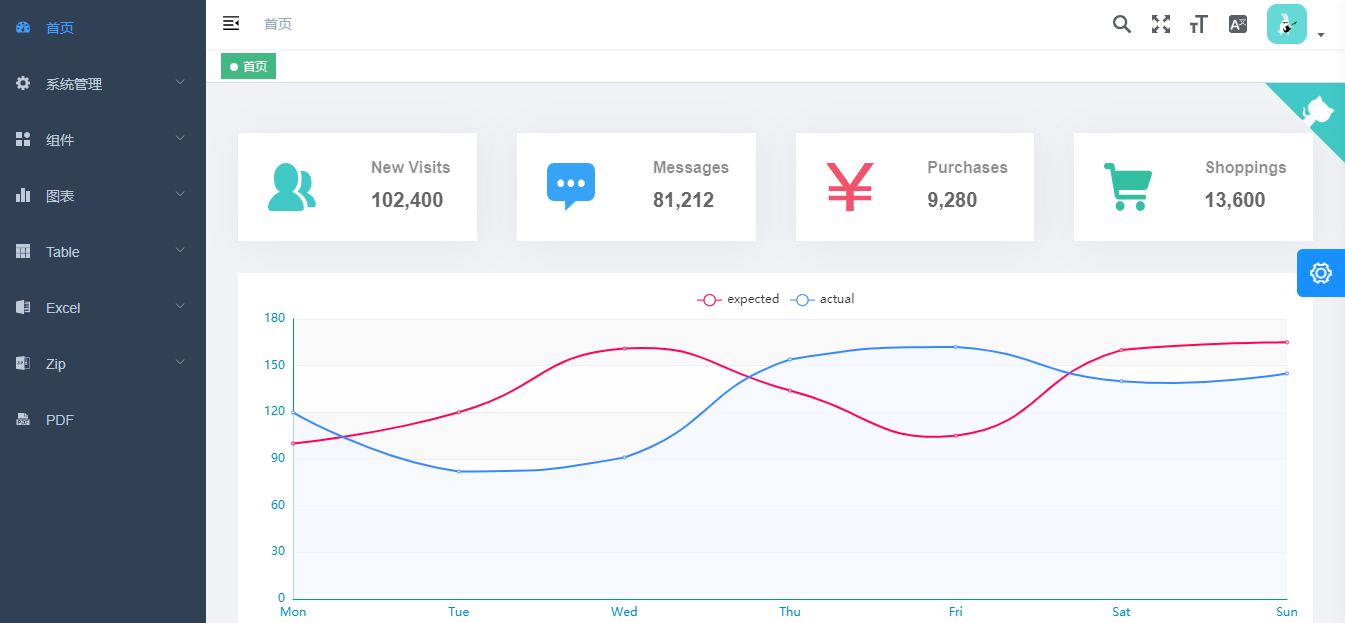 首页
系统管理
组件
图表
Table
Excel
Zip
PDF
首页
首页
New Visits
102,400
Messages
81,212
Purchases
9,280
Shoppings
13,600
expected
actual
180
150
120
90
60
30
0
Mon Tue Wed Thu Fri Sat Sun